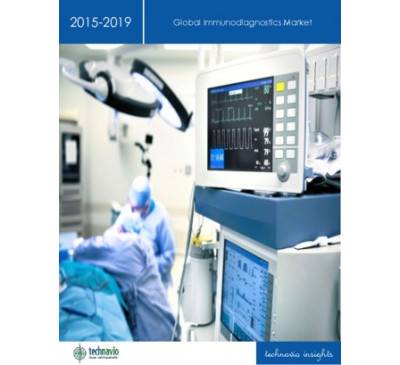 2015-2019
Global Immunodiagnostics Market
technavio
technavio insights